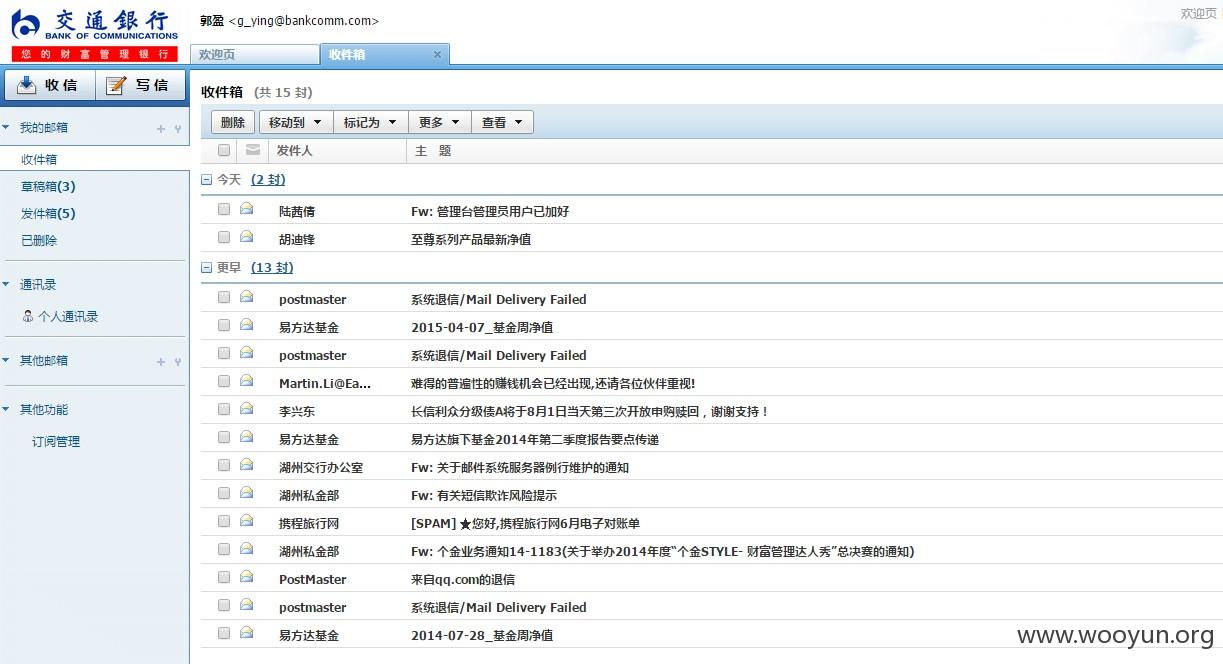 交通銀行
BANK OF COMMUNICATIONS
您的财富管理银行
郭盈 <g_ying@bankcomm.com>
欢迎页
欢迎页
收件箱
收信
写信
收件箱 (共 15 封)
删除 移动到 标记为 更多 查看
发件人 主 题
我的邮箱
收件箱
草稿箱(3)
发件箱(5)
已删除
通讯录
个人通讯录
其他邮箱
其他功能
订阅管理
今天 (2 封)
陆茜倩 Fw: 管理台管理员用户已加好
胡迪锋 至尊系列产品最新净值
更早 (13 封)
postmaster 系统退信/Mail Delivery Failed
易方达基金 2015-04-07_基金周净值
postmaster 系统退信/Mail Delivery Failed
Martin.Li@Ea... 难得的普遍性的赚钱机会已经出现,还请各位伙伴重视!
李兴东 长信利众分级债A将于8月1日当天第三次开放申购赎回，谢谢支持！
易方达基金 易方达旗下基金2014年第二季度报告要点传递
湖州交行办公室 Fw: 关于邮件系统服务器例行维护的通知
湖州私金部 Fw: 有关短信欺诈风险提示
携程旅行网 [SPAM] ★您好,携程旅行网6月电子对账单
湖州私金部 Fw: 个金业务通知14-1183(关于举办2014年度“个金STYLE- 财富管理达人秀”总决赛的通知)
PostMaster 来自qq.com的退信
postmaster 系统退信/Mail Delivery Failed
易方达基金 2014-07-28_基金周净值
www.wooyun.org